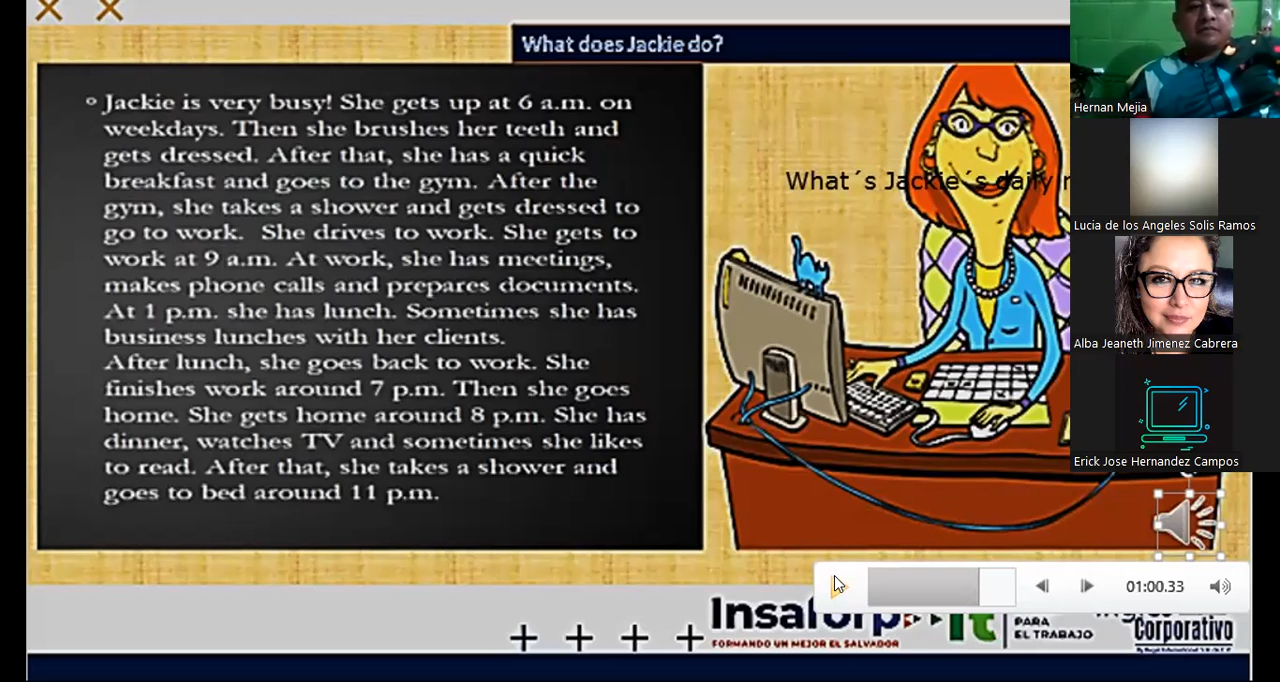 What does Jackie do?
Jackie is very busy! She gets up at 6 a.m. on
weekdays. Then she brushes her teeth and
gets dressed. After that, she has a quick
breakfast and goes to the gym. After the
gym, she takes a shower and gets dressed to
go to work. She drives to work. She gets to
work at 9 a.m. At work, she has meetings,
makes phone calls and prepares documents.
At 1 p.m. she has lunch. Sometimes she has
business lunches with her clients.
After lunch, she goes back to work. She
finishes work around 7 p.m. Then she goes
home. She gets home around 8 p.m. She has
dinner, watches TV and sometimes she likes
to read. After that, she takes a shower and
goes to bed around 11 p.m.
What´s Jackie´s daily
Hernan Mejia
Lucia de los Angeles Solis Ramos
Alba Jeaneth Jimenez Cabrera
Erick Jose Hernandez Campos
01:00.33
Insaforp
FORMANDO UN MEJOR EL SALVADOR
It
PARA
EL TRABAJO
Corporativo